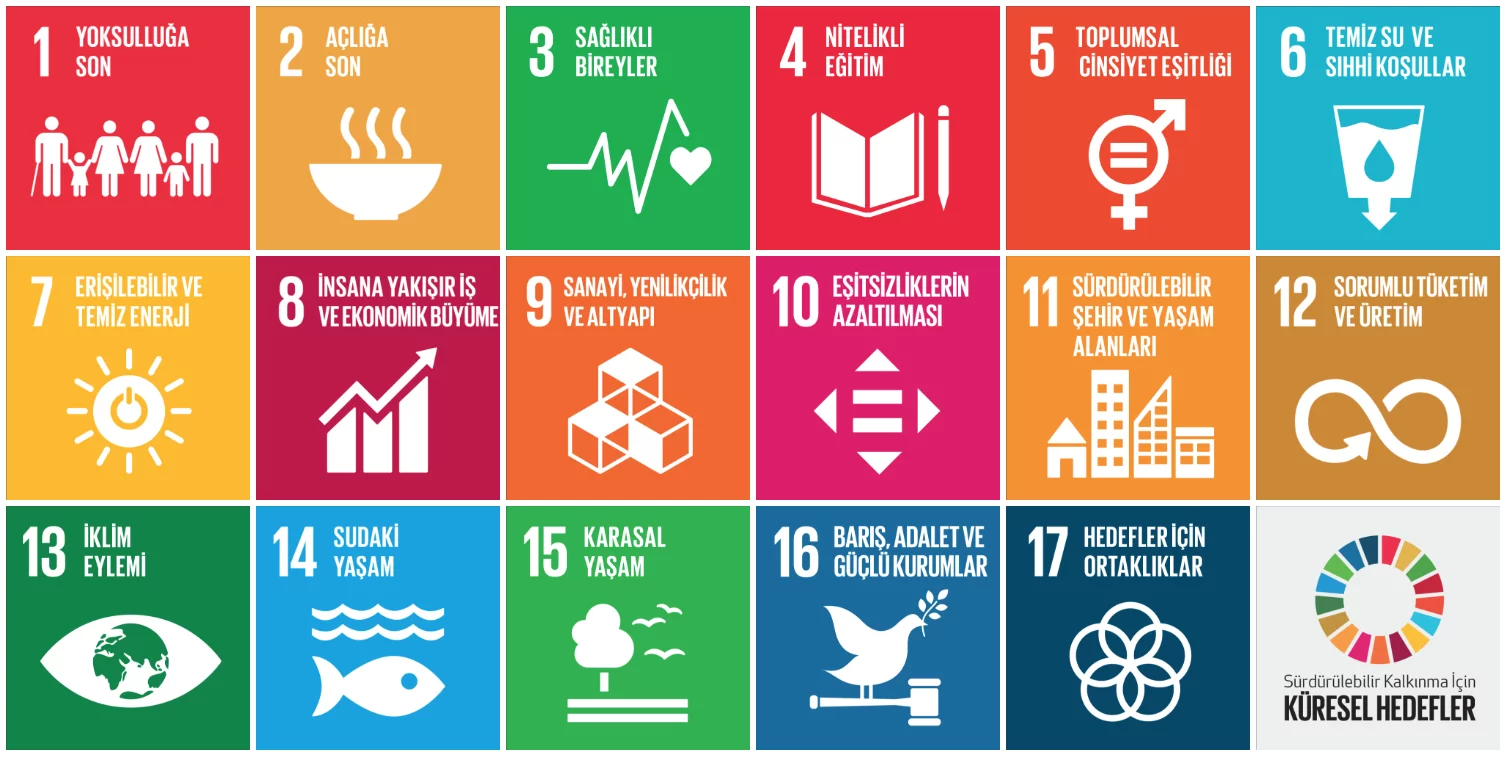 1 YOKSULLUĞA
SON
2 AÇLIĞA
SON
3 SAĞLIKLI
BİREYLER
4 NİTELİKLİ
EĞİTİM
5 TOPLUMSAL
CİNSİYET EŞİTLİĞİ
6 TEMİZ SU VE
SIHHİ KOŞULLAR
7 ERİŞİLEBİLİR VE
TEMİZ ENERJİ
8 İNSANA YAKIŞIR İŞ
VE EKONOMİK BÜYÜME
9 SANAYİ, YENİLİKÇİLİK
VE ALTYAPI
10 EŞİTSİZLİKLERİN
AZALTILMASI
11 SÜRDÜRÜLEBİLİR
ŞEHİR VE YAŞAM
ALANLARI
12 SORUMLU TÜKETİM
VE ÜRETİM
13 İKLİM
EYLEMİ
14 SUDAKİ
YAŞAM
15 KARASAL
YAŞAM
16 BARIŞ, ADALET VE
GÜÇLÜ KURUMLAR
17 HEDEFLER İÇİN
ORTAKLIKLAR
Sürdürülebilir Kalkınma İçin
KÜRESEL HEDEFLER